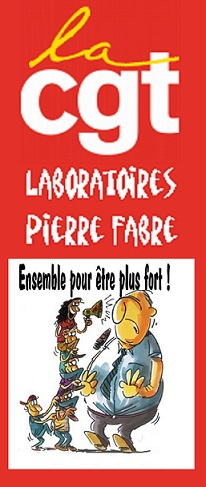 la
cgt
LABORATOIRES
PIERRE FABRE
Ensemble pour être plus fort !